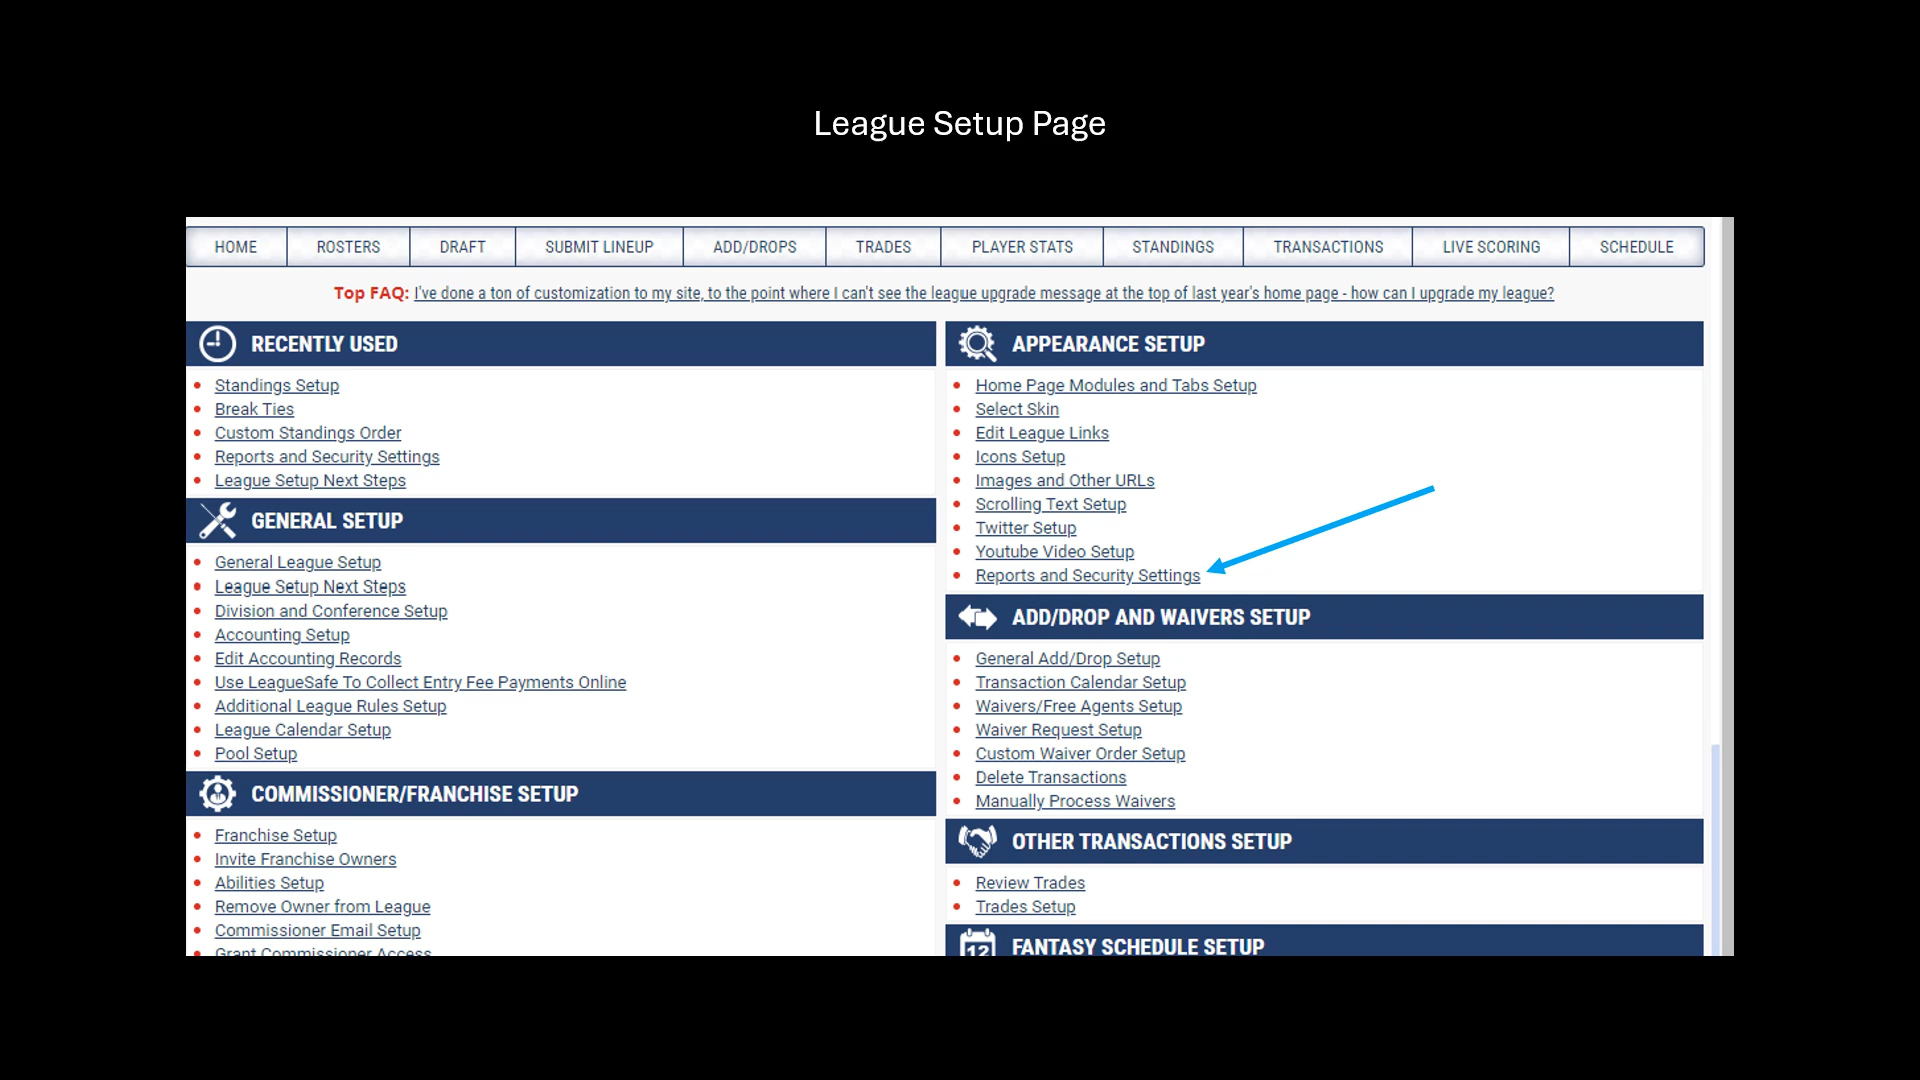 League Setup Page
HOME ROSTERS DRAFT SUBMIT LINEUP ADD/DROPS TRADES PLAYER STATS STANDINGS TRANSACTIONS LIVE SCORING SCHEDULE
Top FAQ: I've done a ton of customization to my site, to the point where I can't see the league upgrade message at the top of last year's home page - how can I upgrade my league?
RECENTLY USED
Standings Setup
Break Ties
Custom Standings Order
Reports and Security Settings
League Setup Next Steps
GENERAL SETUP
General League Setup
League Setup Next Steps
Division and Conference Setup
Accounting Setup
Edit Accounting Records
Use LeagueSafe To Collect Entry Fee Payments Online
Additional League Rules Setup
League Calendar Setup
Pool Setup
COMMISSIONER/FRANCHISE SETUP
Franchise Setup
Invite Franchise Owners
Abilities Setup
Remove Owner from League
Commissioner Email Setup
Grant Commissioner Access
APPEARANCE SETUP
Home Page Modules and Tabs Setup
Select Skin
Edit League Links
Icons Setup
Images and Other URLs
Scrolling Text Setup
Twitter Setup
Youtube Video Setup
Reports and Security Settings
ADD/DROP AND WAIVERS SETUP
General Add/Drop Setup
Transaction Calendar Setup
Waivers/Free Agents Setup
Waiver Request Setup
Custom Waiver Order Setup
Delete Transactions
Manually Process Waivers
OTHER TRANSACTIONS SETUP
Review Trades
Trades Setup
12 FANTASY SCHEDULE SETUP